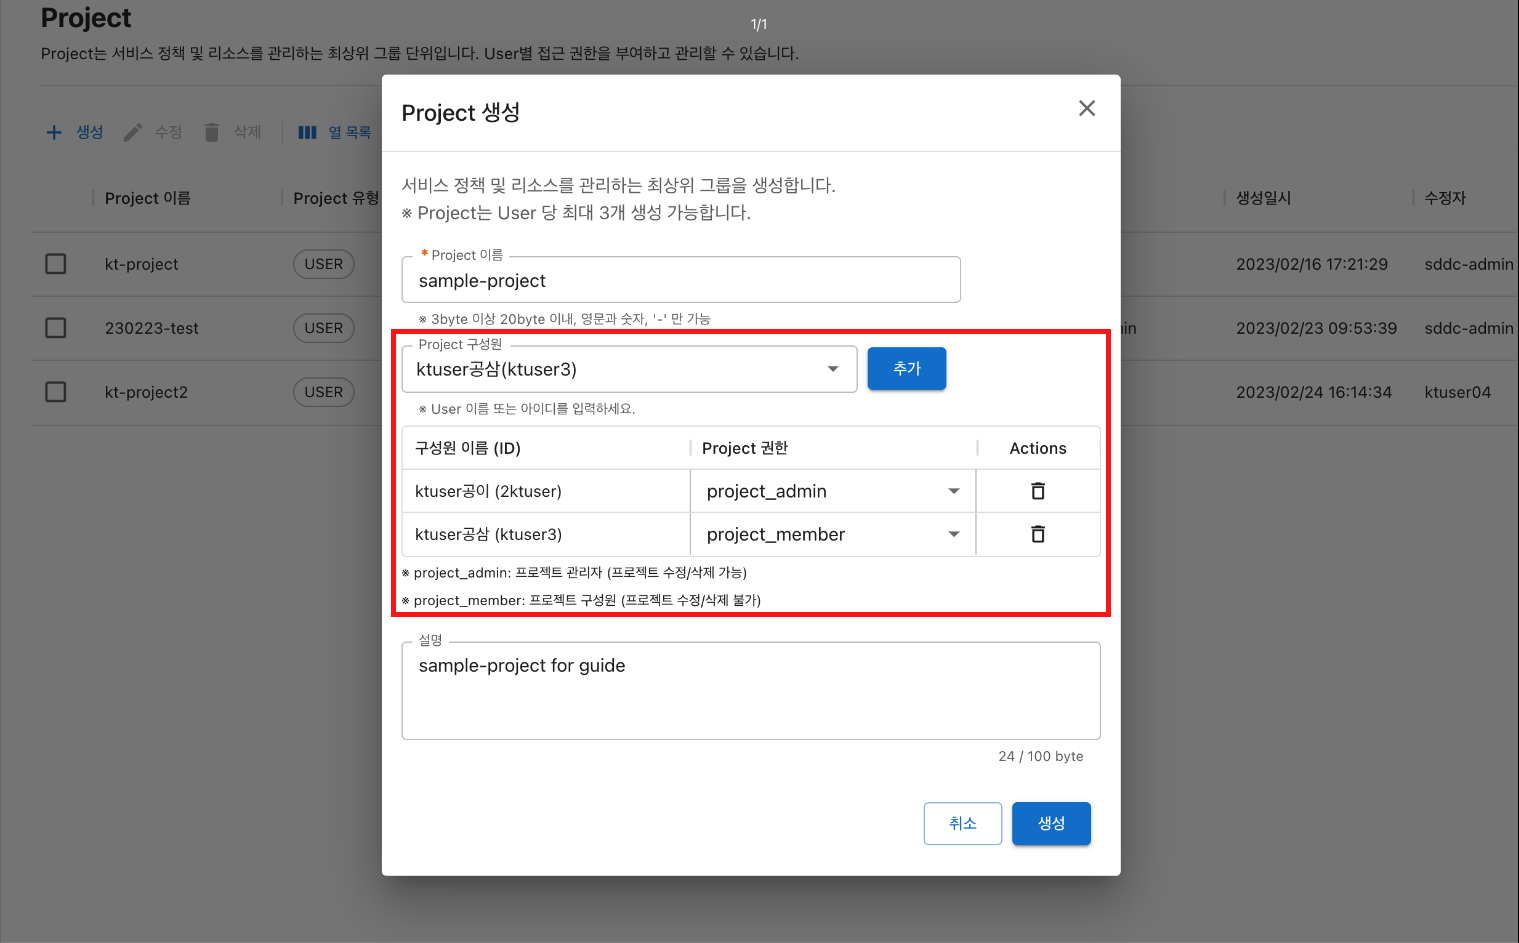 Project
1/1
Project는 서비스 정책 및 리소스를 관리하는 최상위 그룹 단위입니다. User별 접근 권한을 부여하고 관리할 수 있습니다.
생성 수정 삭제 열 목록
Project 이름 Project 유형 생성일시 수정자
kt-project USER 2023/02/16 17:21:29 sddc-admin
230223-test USER in 2023/02/23 09:53:39 sddc-admin
kt-project2 USER 2023/02/24 16:14:34 ktuser04
Project 생성
서비스 정책 및 리소스를 관리하는 최상위 그룹을 생성합니다.
※ Project는 User 당 최대 3개 생성 가능합니다.
* Project 이름
sample-project
※ 3byte 이상 20byte 이내, 영문과 숫자, '-' 만 가능
Project 구성원
ktuser공삼(ktuser3) 추가
※ User 이름 또는 아이디를 입력하세요.
구성원 이름 (ID) Project 권한 Actions
ktuser공이 (2ktuser) project_admin
ktuser공삼 (ktuser3) project_member
※ project_admin: 프로젝트 관리자 (프로젝트 수정/삭제 가능)
※ project_member: 프로젝트 구성원 (프로젝트 수정/삭제 불가)
설명
sample-project for guide
24 / 100 byte
취소 생성